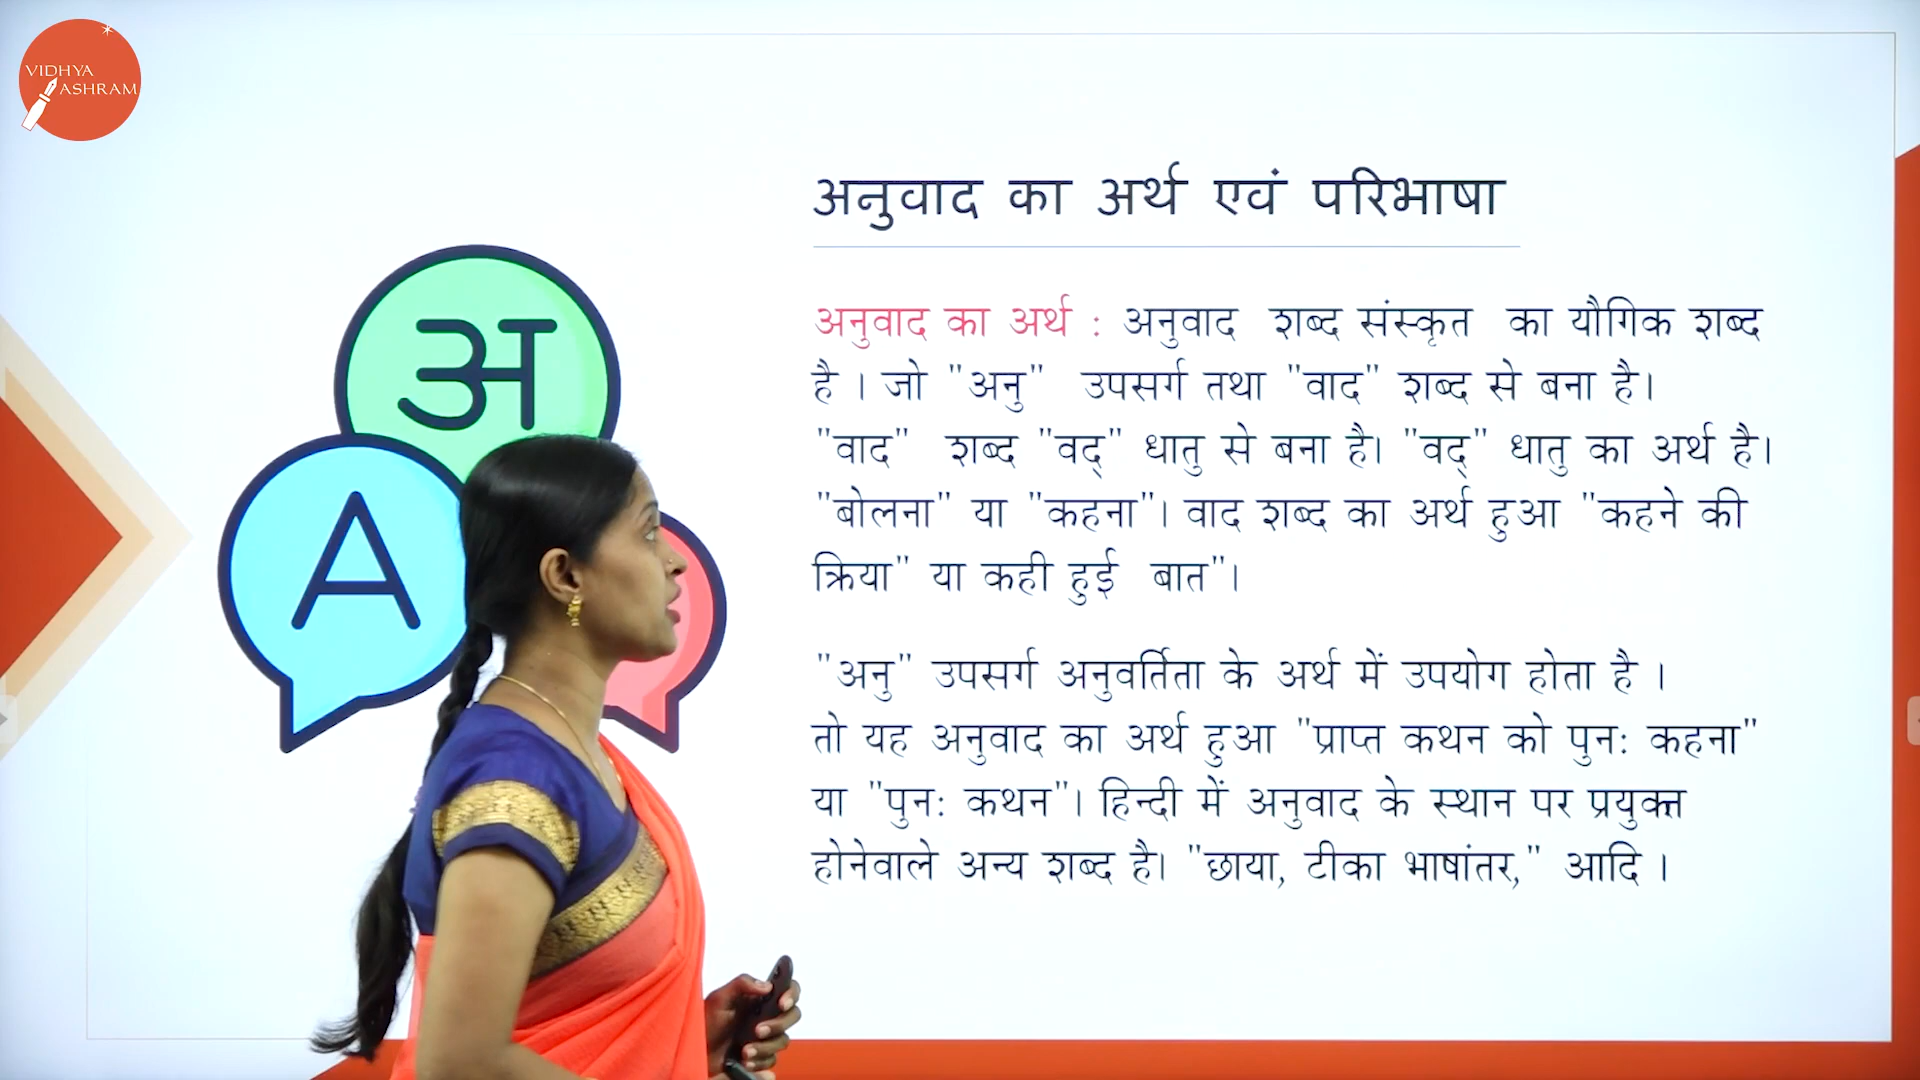 VIDHYA
ASHRAM
अ
A
अनुवाद का अर्थ एवं परिभाषा
अनुवाद का अर्थ : अनुवाद शब्द संस्कृत का यौगिक शब्द
है । जो "अनु" उपसर्ग तथा "वाद" शब्द से बना है।
"वाद" शब्द "वद्" धातु से बना है। "वद्" धातु का अर्थ है।
"बोलना" या "कहना"। वाद शब्द का अर्थ हुआ "कहने की
क्रिया" या कही हुई बात"।
"अनु" उपसर्ग अनुवर्तिता के अर्थ में उपयोग होता है ।
तो यह अनुवाद का अर्थ हुआ "प्राप्त कथन को पुनः कहना"
या "पुनः कथन"। हिन्दी में अनुवाद के स्थान पर प्रयुक्त
होनेवाले अन्य शब्द है। "छाया, टीका भाषांतर," आदि ।